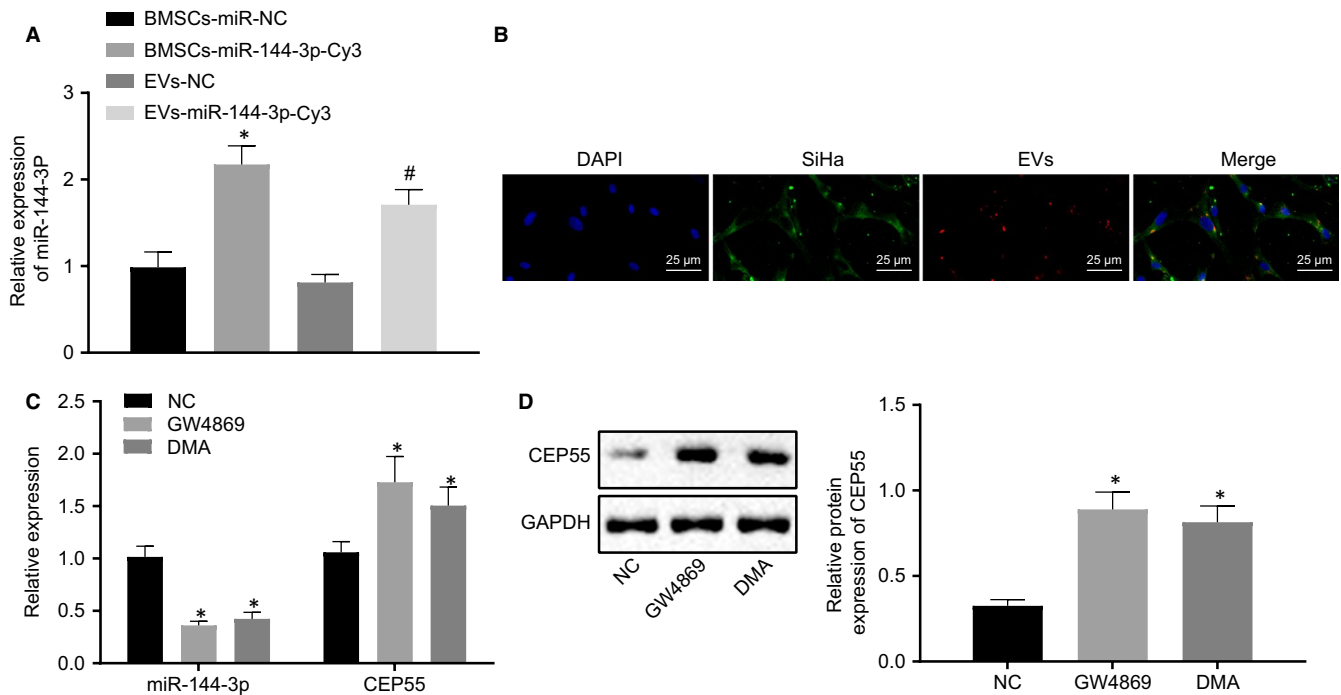 A
BMSCs-miR-NC
BMSCs-miR-144-3p-Cy3
EVs-NC
EVs-miR-144-3p-Cy3
Relative expression
of miR-144-3P
3
2
1
0
*
#
B
DAPI
SiHa
EVs
Merge
25 µm
25 µm
25 µm
25 µm
C
NC
GW4869
DMA
Relative expression
2.5
2.0
1.5
1.0
0.5
0.0
*
*
*
*
miR-144-3p
CEP55
D
CEP55
GAPDH
NC
GW4869
DMA
Relative protein
expression of CEP55
1.5
1.0
0.5
0.0
*
*
NC
GW4869
DMA